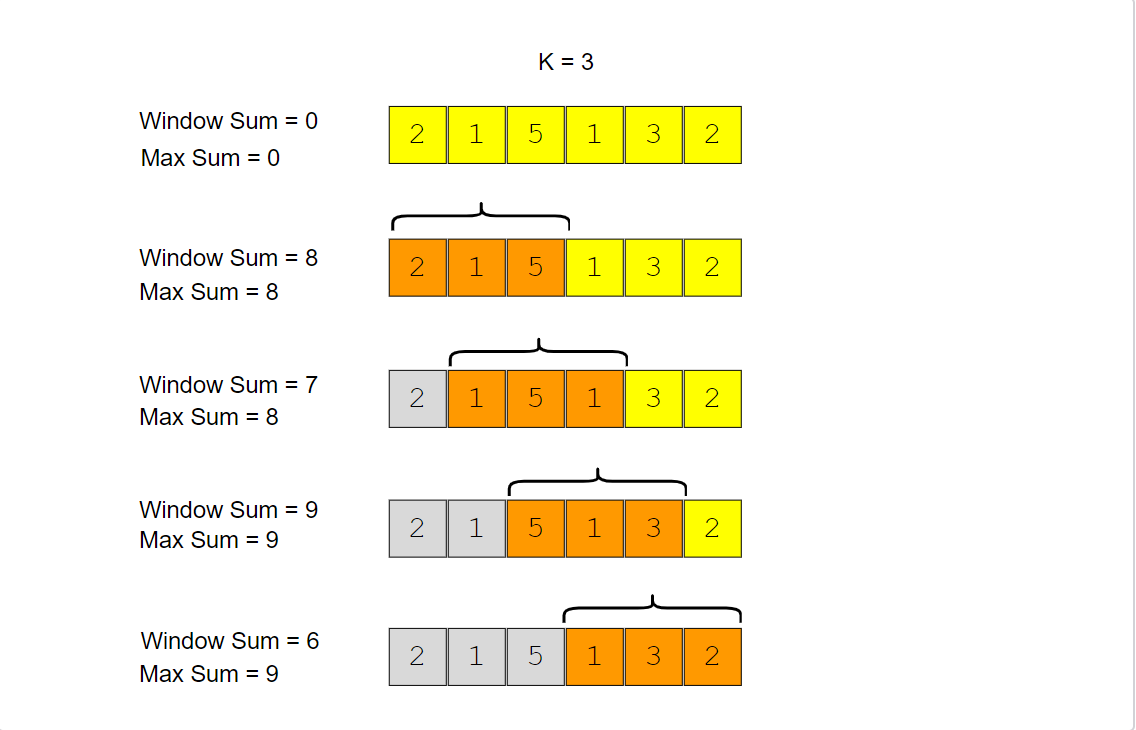 K = 3
Window Sum = 0
Max Sum = 0
2 1 5 1 3 2
Window Sum = 8
Max Sum = 8
2 1 5 1 3 2
Window Sum = 7
Max Sum = 8
2 1 5 1 3 2
Window Sum = 9
Max Sum = 9
2 1 5 1 3 2
Window Sum = 6
Max Sum = 9
2 1 5 1 3 2